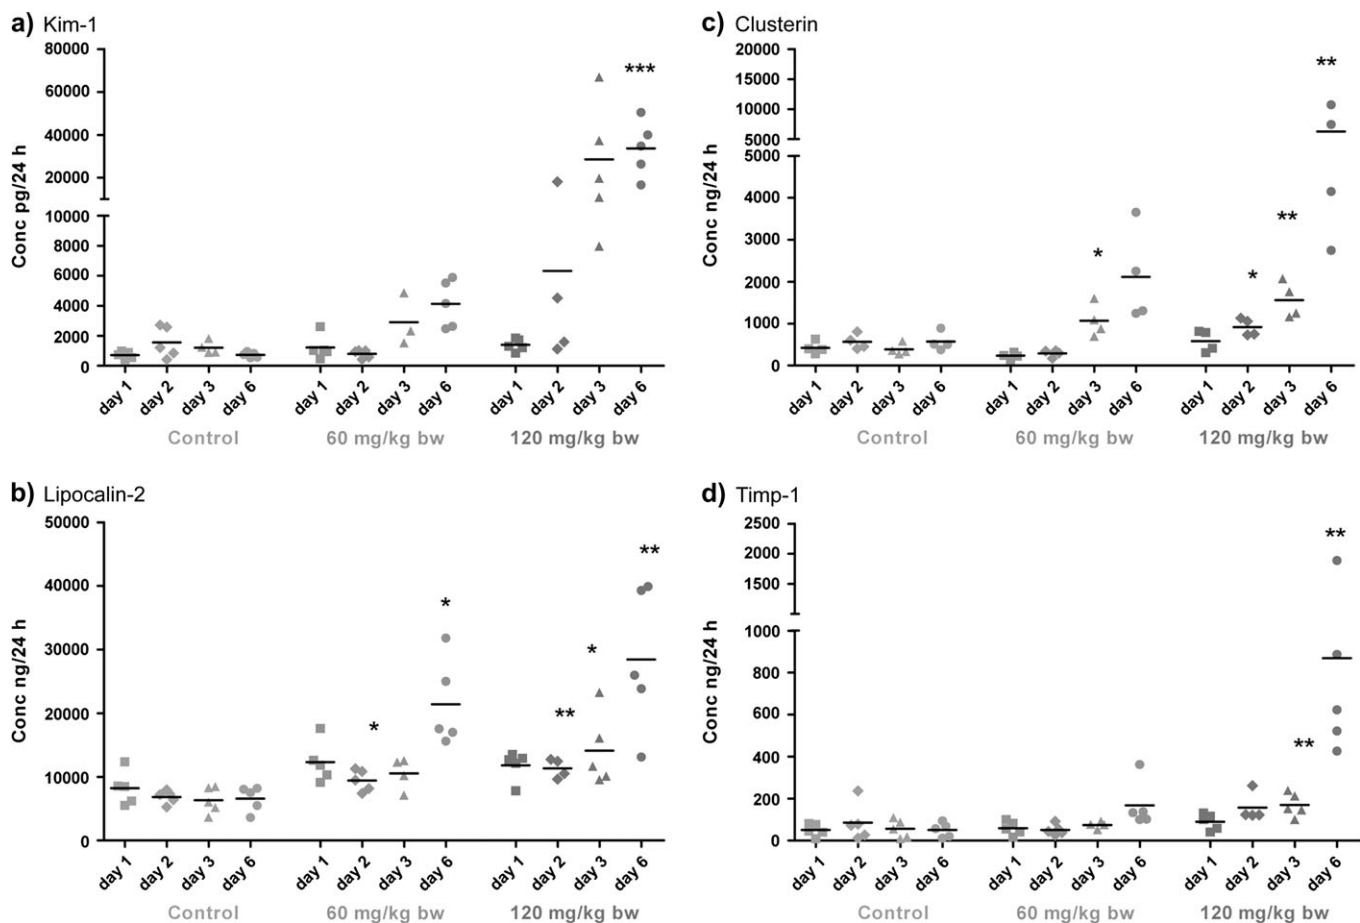 a) Kim-1
80000
60000
40000
20000
10000
8000
6000
4000
2000
0
Conc pg/24 h
***
day 1 day 2 day 3 day 6 day 1 day 2 day 3 day 6 day 1 day 2 day 3 day 6
Control 60 mg/kg bw 120 mg/kg bw
c) Clusterin
20000
15000
10000
5000
5000
4000
3000
2000
1000
0
Conc ng/24 h
* * ** **
day 1 day 2 day 3 day 6 day 1 day 2 day 3 day 6 day 1 day 2 day 3 day 6
Control 60 mg/kg bw 120 mg/kg bw
b) Lipocalin-2
50000
40000
30000
20000
10000
0
Conc ng/24 h
* * ** * **
day 1 day 2 day 3 day 6 day 1 day 2 day 3 day 6 day 1 day 2 day 3 day 6
Control 60 mg/kg bw 120 mg/kg bw
d) Timp-1
2500
2000
1500
1000
800
600
400
200
0
Conc ng/24 h
** **
day 1 day 2 day 3 day 6 day 1 day 2 day 3 day 6 day 1 day 2 day 3 day 6
Control 60 mg/kg bw 120 mg/kg bw